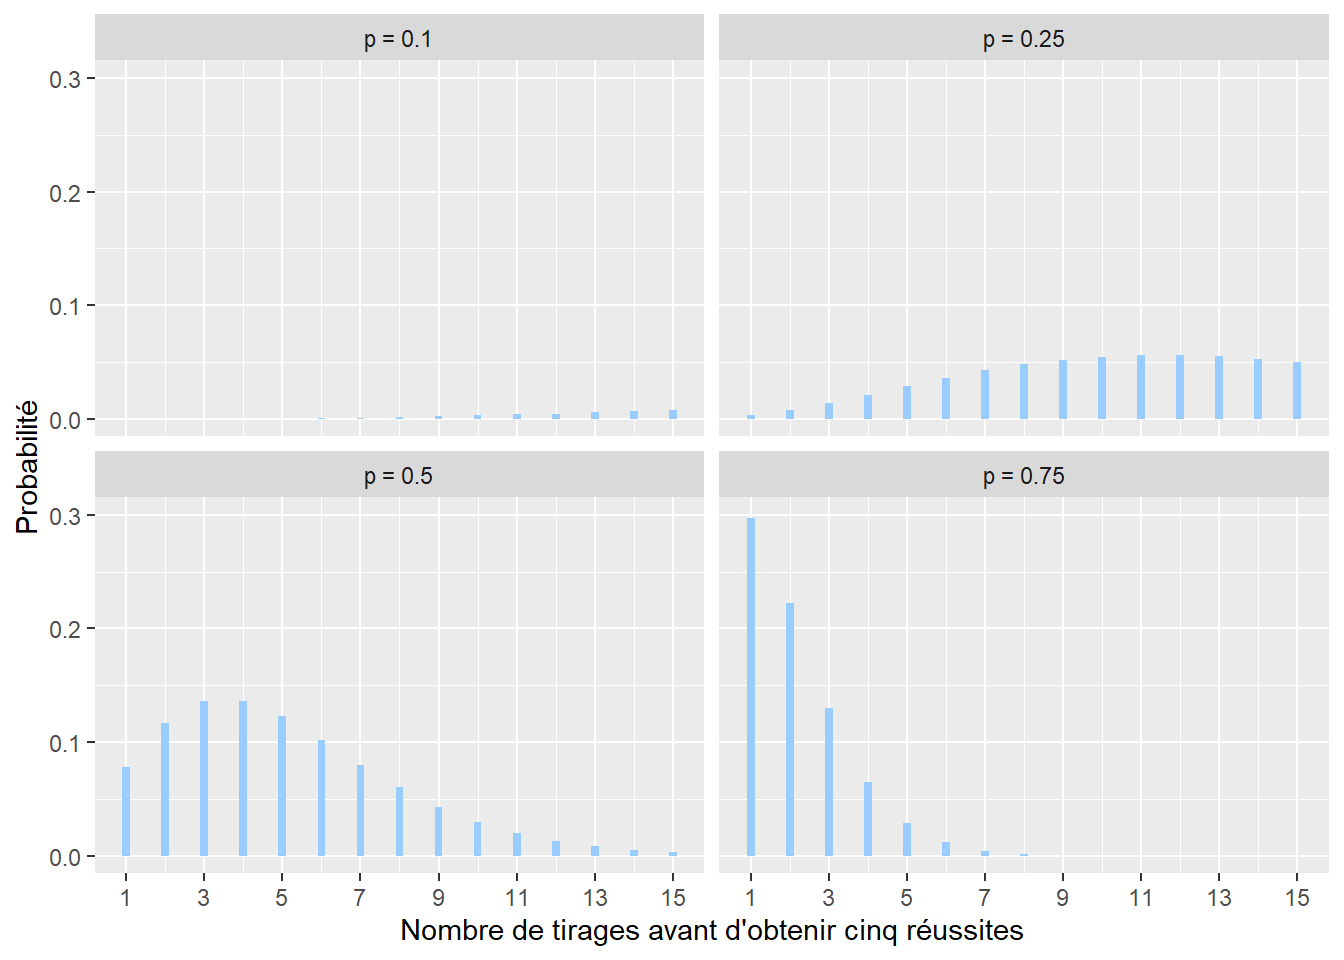 p = 0.1
p = 0.25
0.3
0.2
0.1
0.0
Probabilité
p = 0.5
p = 0.75
0.3
0.2
0.1
0.0
1 3 5 7 9 11 13 15 1 3 5 7 9 11 13 15
Nombre de tirages avant d'obtenir cinq réussites